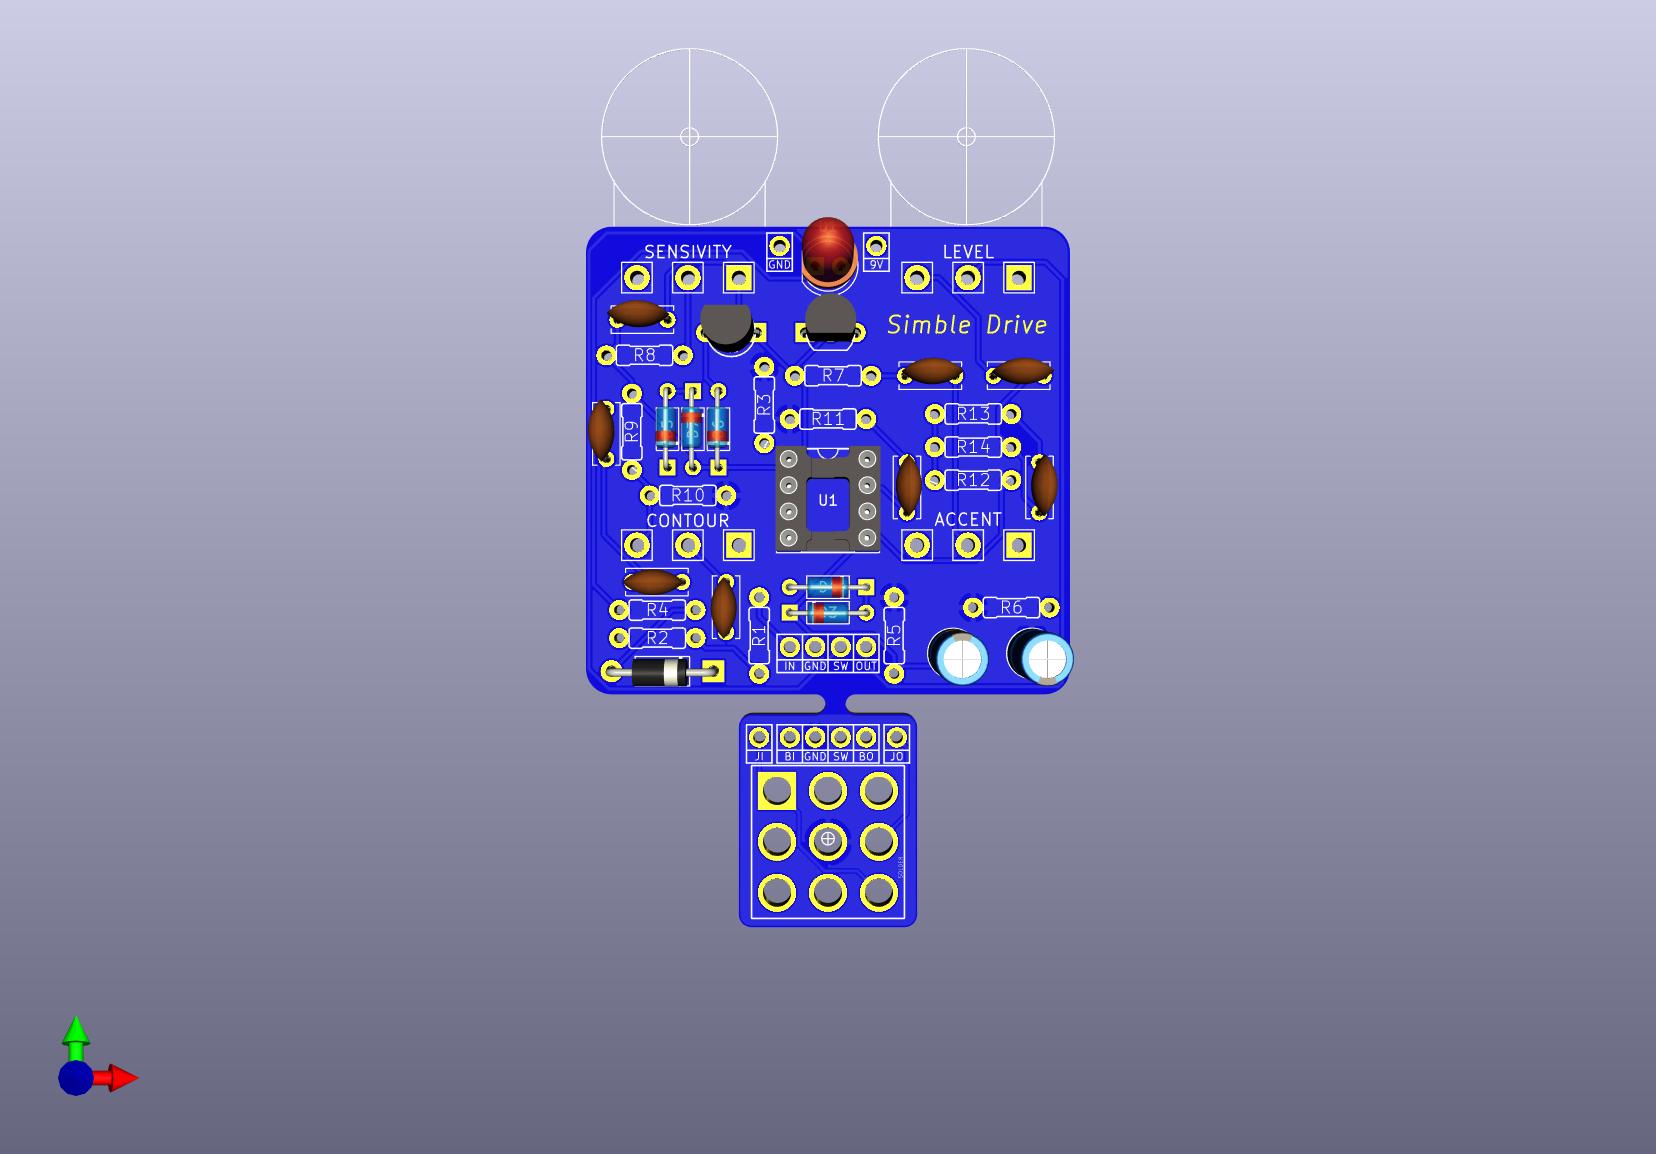 SENSIVITY
GND
9V
LEVEL
Simble Drive
R8
R7
R3
R13
R9
R11
R14
R12
R10
U1
CONTOUR
ACCENT
R4
R6
R2
R1
R5
IN GND SW OUT
JI BI GND SW BO JO
SOLDER